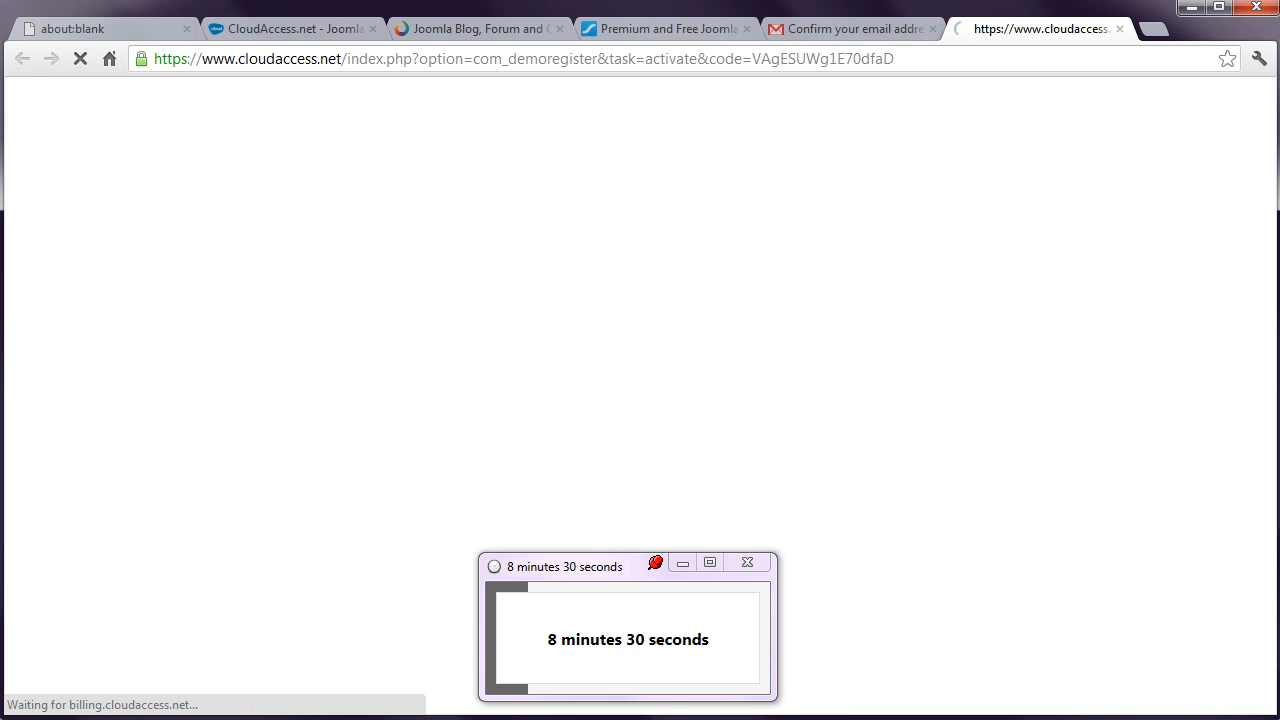 about:blank
CloudAccess.net - Joomla
Joomla Blog, Forum and
Premium and Free Joomla
Confirm your email addre
https://www.cloudaccess.
https://www.cloudaccess.net/index.php?option=com_demoregister&task=activate&code=VAgESUWg1E70dfaD
8 minutes 30 seconds
8 minutes 30 seconds
Waiting for billing.cloudaccess.net...